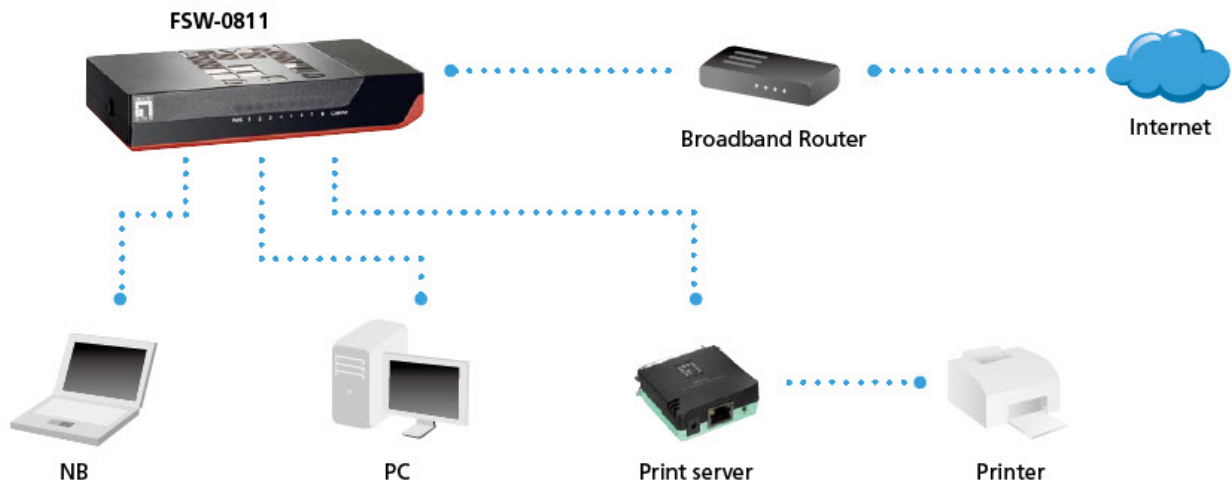 FSW-0811
Broadband Router
Internet
NB
PC
Print server
Printer